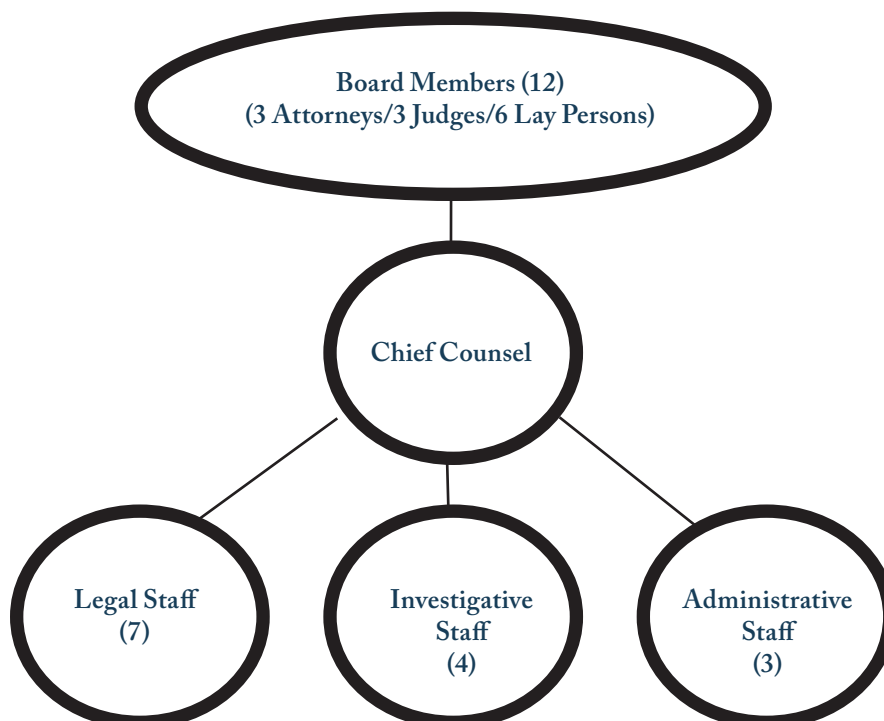 Board Members (12)
(3 Attorneys/3 Judges/6 Lay Persons)
Chief Counsel
Legal Staff
(7)
Investigative
Staff
(4)
Administrative
Staff
(3)